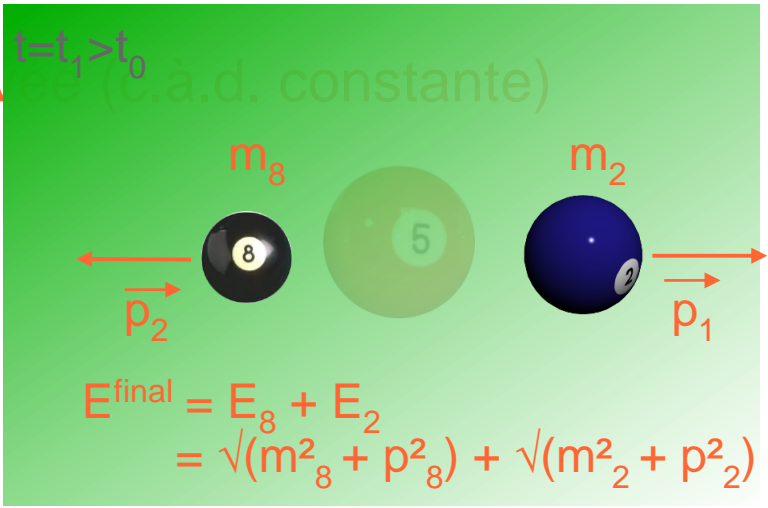 t=t₁>t₀
ée (c.à.d. constante)
m₈ m₂
8 5 2
p₂ p₁
Eᶠⁱⁿᵃˡ = E₈ + E₂
= √(m²₈ + p²₈) + √(m²₂ + p²₂)